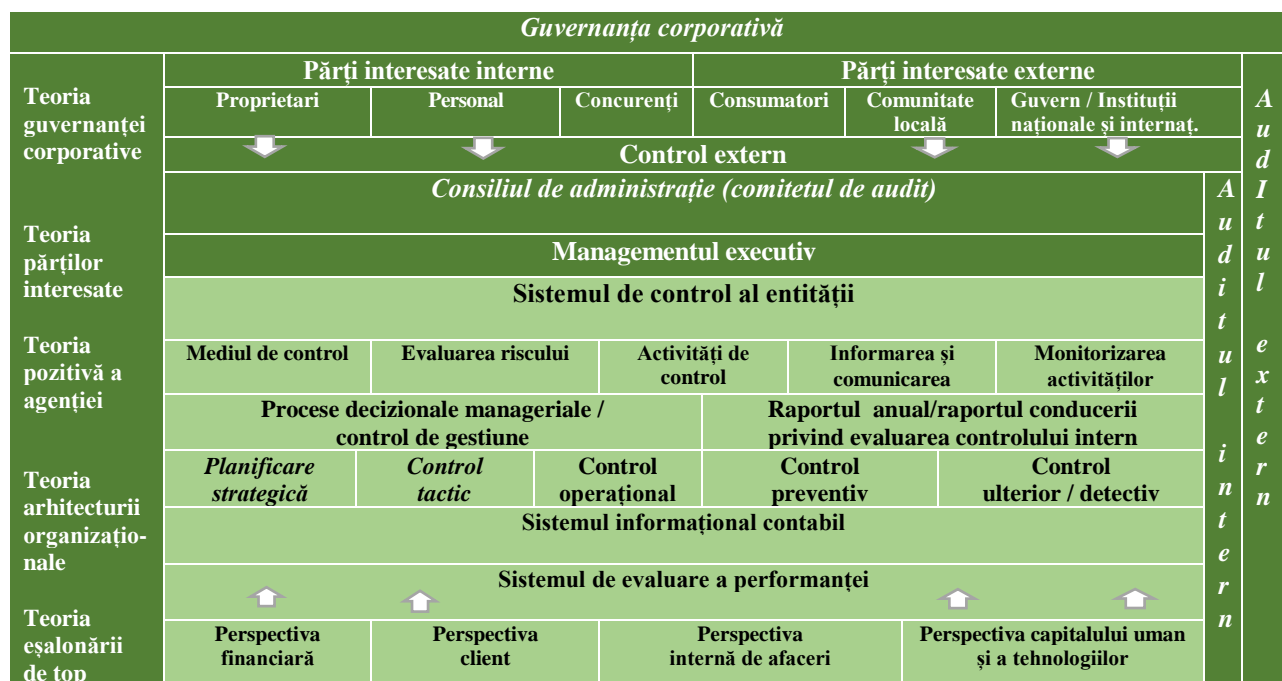 Guvernanța corporativă
Teoria
guvernanței
corporative
Teoria
părților
interesate
Teoria
pozitivă a
agenției
Teoria
arhitecturii
organizațio-
nale
Teoria
eșalonării
de top
Părți interesate interne
Părți interesate externe
Proprietari
Personal
Concurenți
Consumatori
Comunitate
locală
Guvern / Instituții
naționale și internaț.
Control extern
Consiliul de administrație (comitetul de audit)
Managementul executiv
Sistemul de control al entității
Mediul de control
Evaluarea riscului
Activități de
control
Informarea și
comunicarea
Monitorizarea
activităților
Procese decizionale manageriale /
control de gestiune
Raportul anual/raportul conducerii
privind evaluarea controlului intern
Planificare
strategică
Control
tactic
Control
operațional
Control
preventiv
Control
ulterior / detectiv
Sistemul informațional contabil
Sistemul de evaluare a performanței
Perspectiva
financiară
Perspectiva
client
Perspectiva
internă de afaceri
Perspectiva capitalului uman
și a tehnologiilor
Auditul intern
AudItul extern